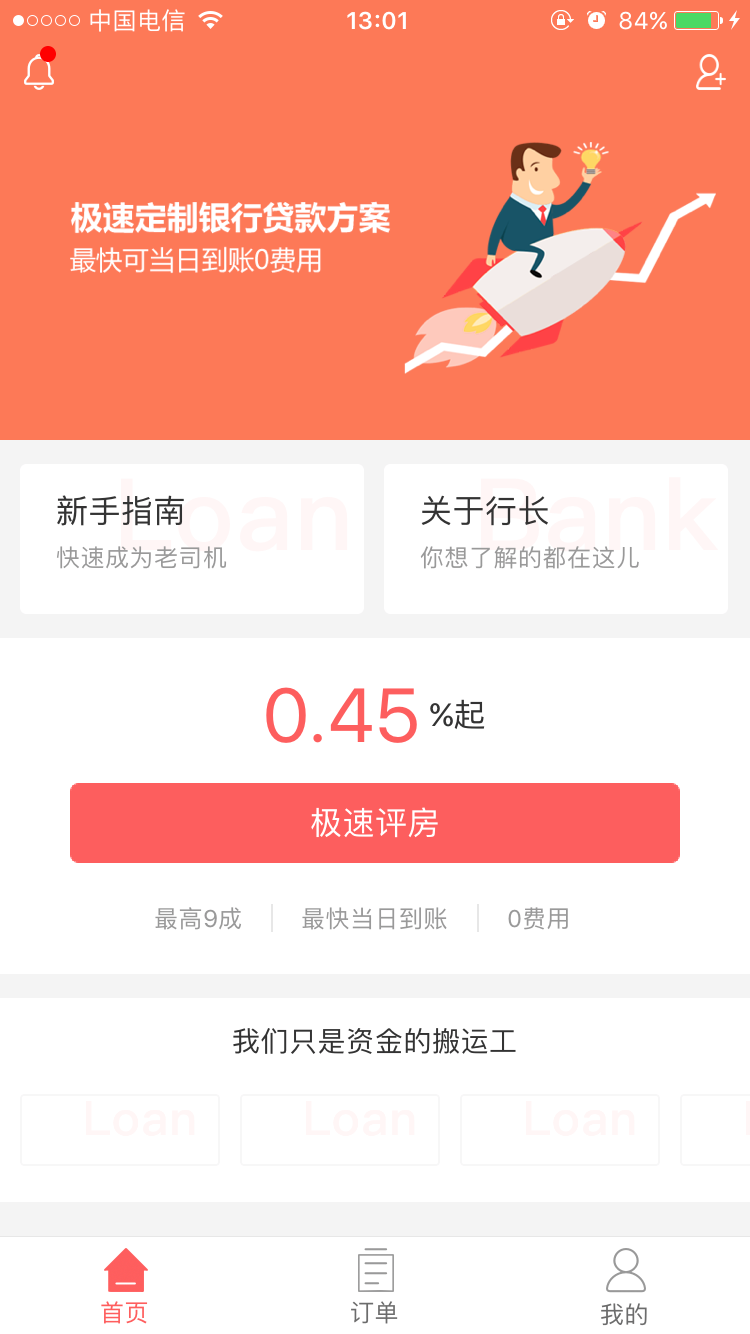 中国电信 13:01 84%
极速定制银行贷款方案
最快可当日到账0费用
Loan
新手指南
快速成为老司机
Bank
关于行长
你想了解的都在这儿
0.45 %起
极速评房
最高9成 最快当日到账 0费用
我们只是资金的搬运工
Loan Loan Loan
首页 订单 我的